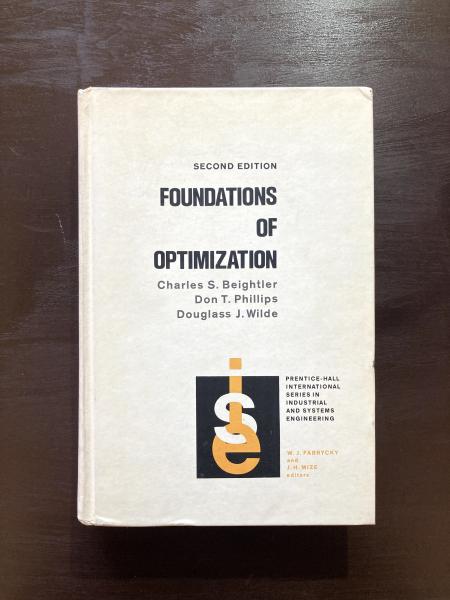 SECOND EDITION
FOUNDATIONS
OF
OPTIMIZATION
Charles S. Beightler
Don T. Phillips
Douglass J. Wilde
ise
PRENTICE-HALL
INTERNATIONAL
SERIES IN
INDUSTRIAL
AND SYSTEMS
ENGINEERING
W. J. FABRYCKY
and
J. H. MIZE
editors